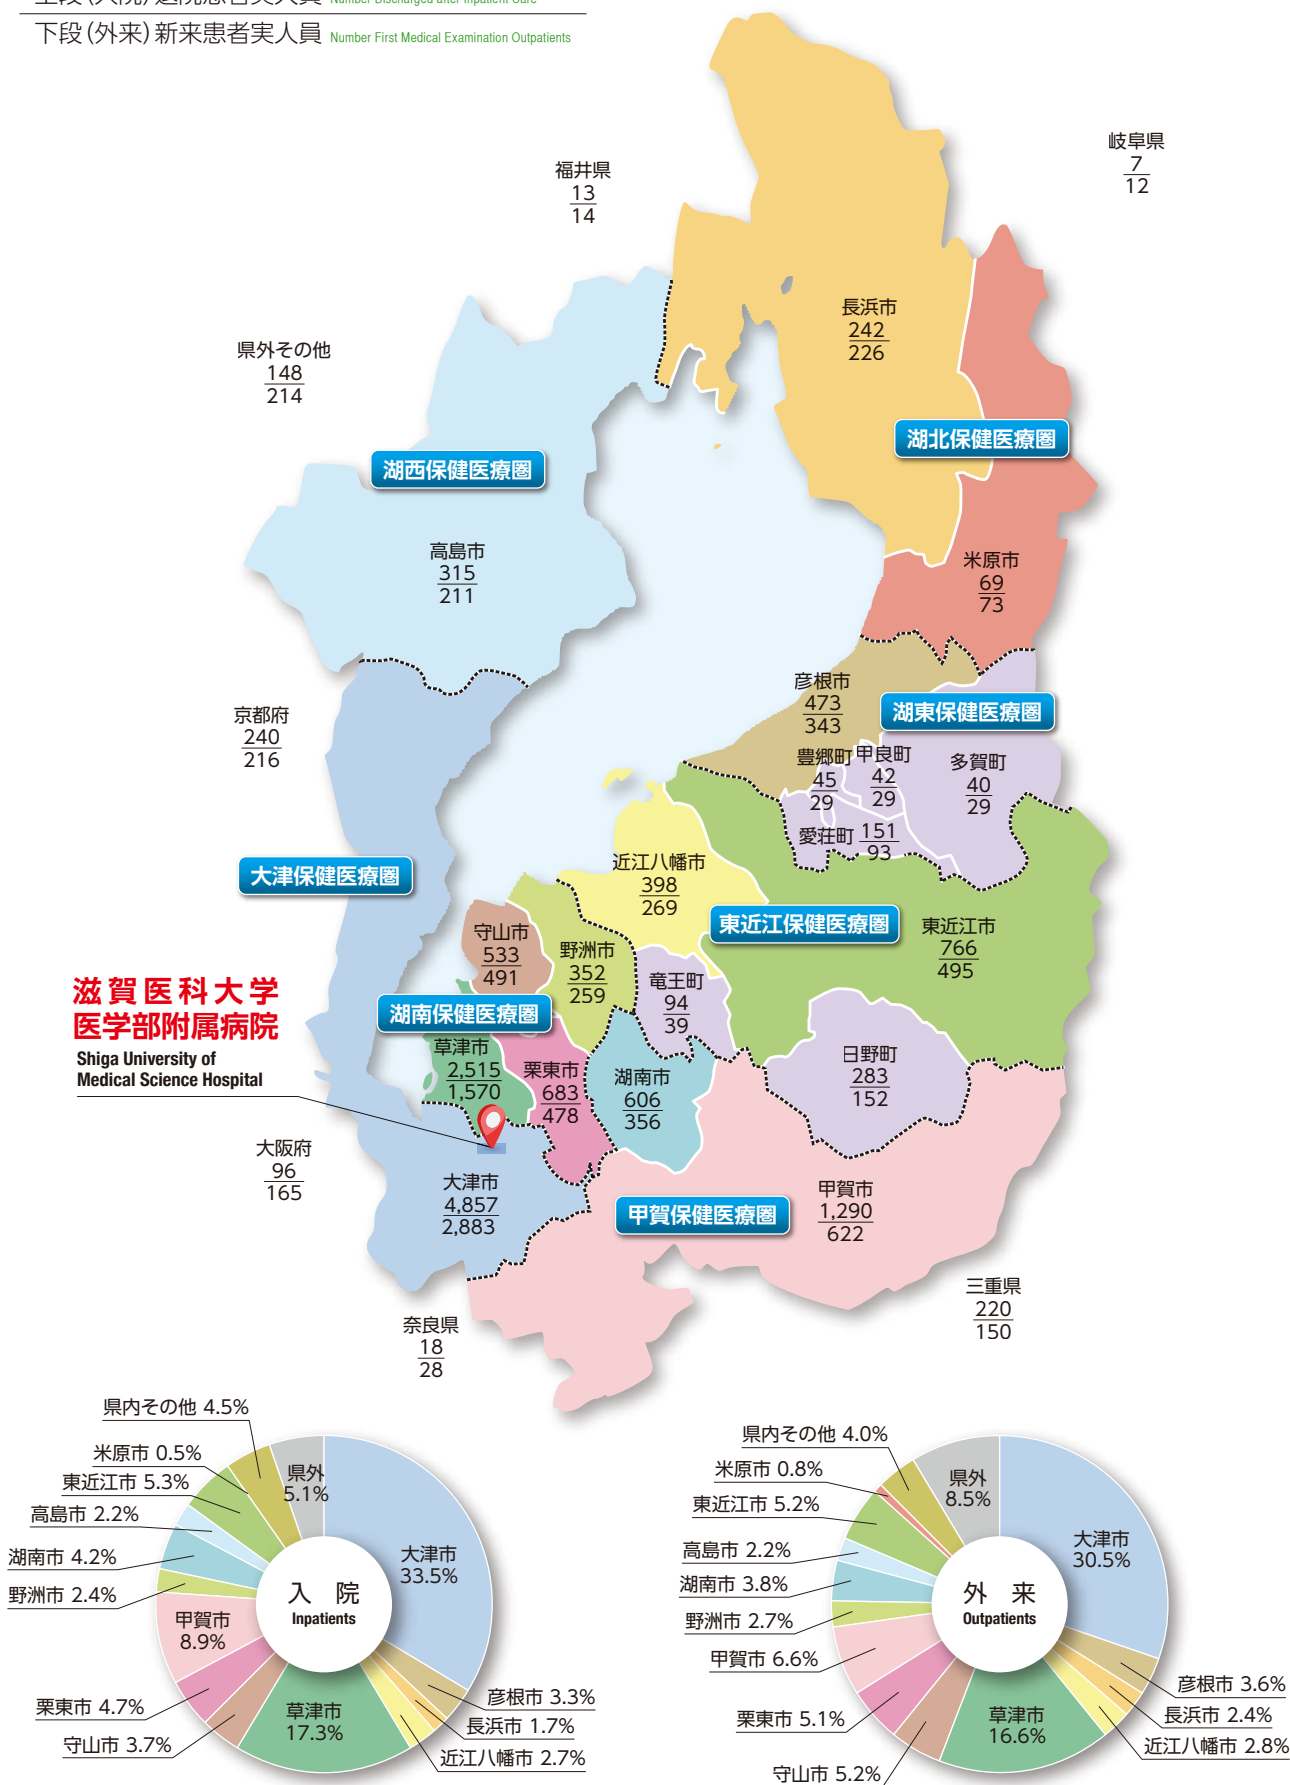 下段(外来)新来患者実人員 Number First Medical Examination Outpatients
岐阜県
7
12
福井県
13
14
長浜市
242
226
県外その他
148
214
湖北保健医療圏
湖西保健医療圏
高島市
315
211
米原市
69
73
彦根市
473
343
湖東保健医療圏
京都府
240
216
豊郷町
45
29
甲良町
42
29
多賀町
40
29
愛荘町
151
93
近江八幡市
398
269
大津保健医療圏
東近江保健医療圏
東近江市
766
495
守山市
533
491
野洲市
352
259
竜王町
94
39
滋賀医科大学
医学部附属病院
Shiga University of
Medical Science Hospital
湖南保健医療圏
草津市
2,515
1,570
栗東市
683
478
湖南市
606
356
日野町
283
152
大阪府
96
165
大津市
4,857
2,883
甲賀保健医療圏
甲賀市
1,290
622
三重県
220
150
奈良県
18
28
県内その他 4.5%
米原市 0.5%
東近江市 5.3%
高島市 2.2%
湖南市 4.2%
野洲市 2.4%
甲賀市
8.9%
栗東市 4.7%
守山市 3.7%
草津市
17.3%
近江八幡市 2.7%
長浜市 1.7%
彦根市 3.3%
大津市
33.5%
県外
5.1%
入 院
Inpatients
県内その他 4.0%
米原市 0.8%
東近江市 5.2%
高島市 2.2%
湖南市 3.8%
野洲市 2.7%
甲賀市 6.6%
栗東市 5.1%
守山市 5.2%
草津市
16.6%
近江八幡市 2.8%
長浜市 2.4%
彦根市 3.6%
大津市
30.5%
県外
8.5%
外 来
Outpatients